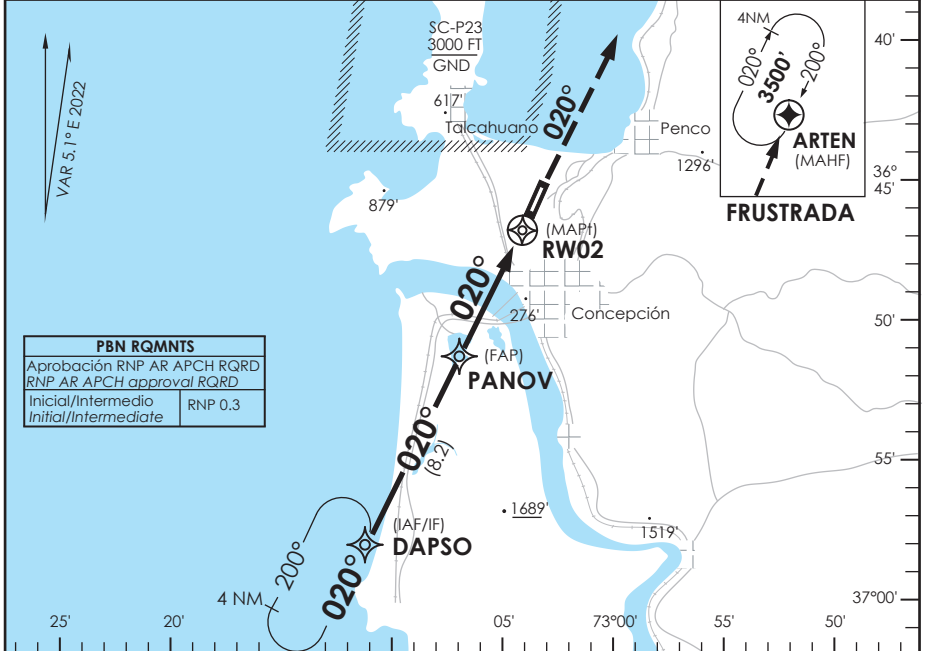 SC-P23
3000 FT
GND
617'
Talcahuano
020°
Penco
1296'
879'
VAR 5.1° E 2022
4NM
020°
3500'
200°
ARTEN
(MAHF)
FRUSTRADA
40'
36°
45'
(MAPt)
RW02
020°
276'
Concepción
50'
(FAP)
PANOV
PBN RQMNTS
Aprobación RNP AR APCH RQRD
RNP AR APCH approval RQRD
Inicial/Intermedio
Initial/Intermediate
RNP 0.3
020°
(8.2)
55'
1689'
1519'
(IAF/IF)
DAPSO
200°
020°
4 NM
37°00'
25'
20'
05'
73°00'
55'
50'